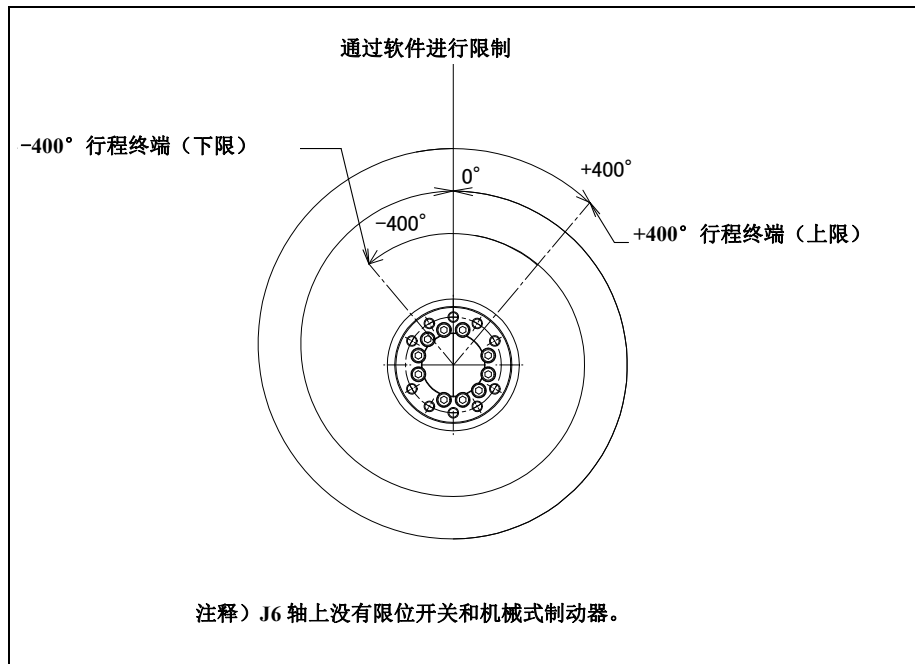 通过软件进行限制
-400° 行程终端（下限）
+400°
0°
-400°
+400° 行程终端（上限）
注释）J6 轴上没有限位开关和机械式制动器。